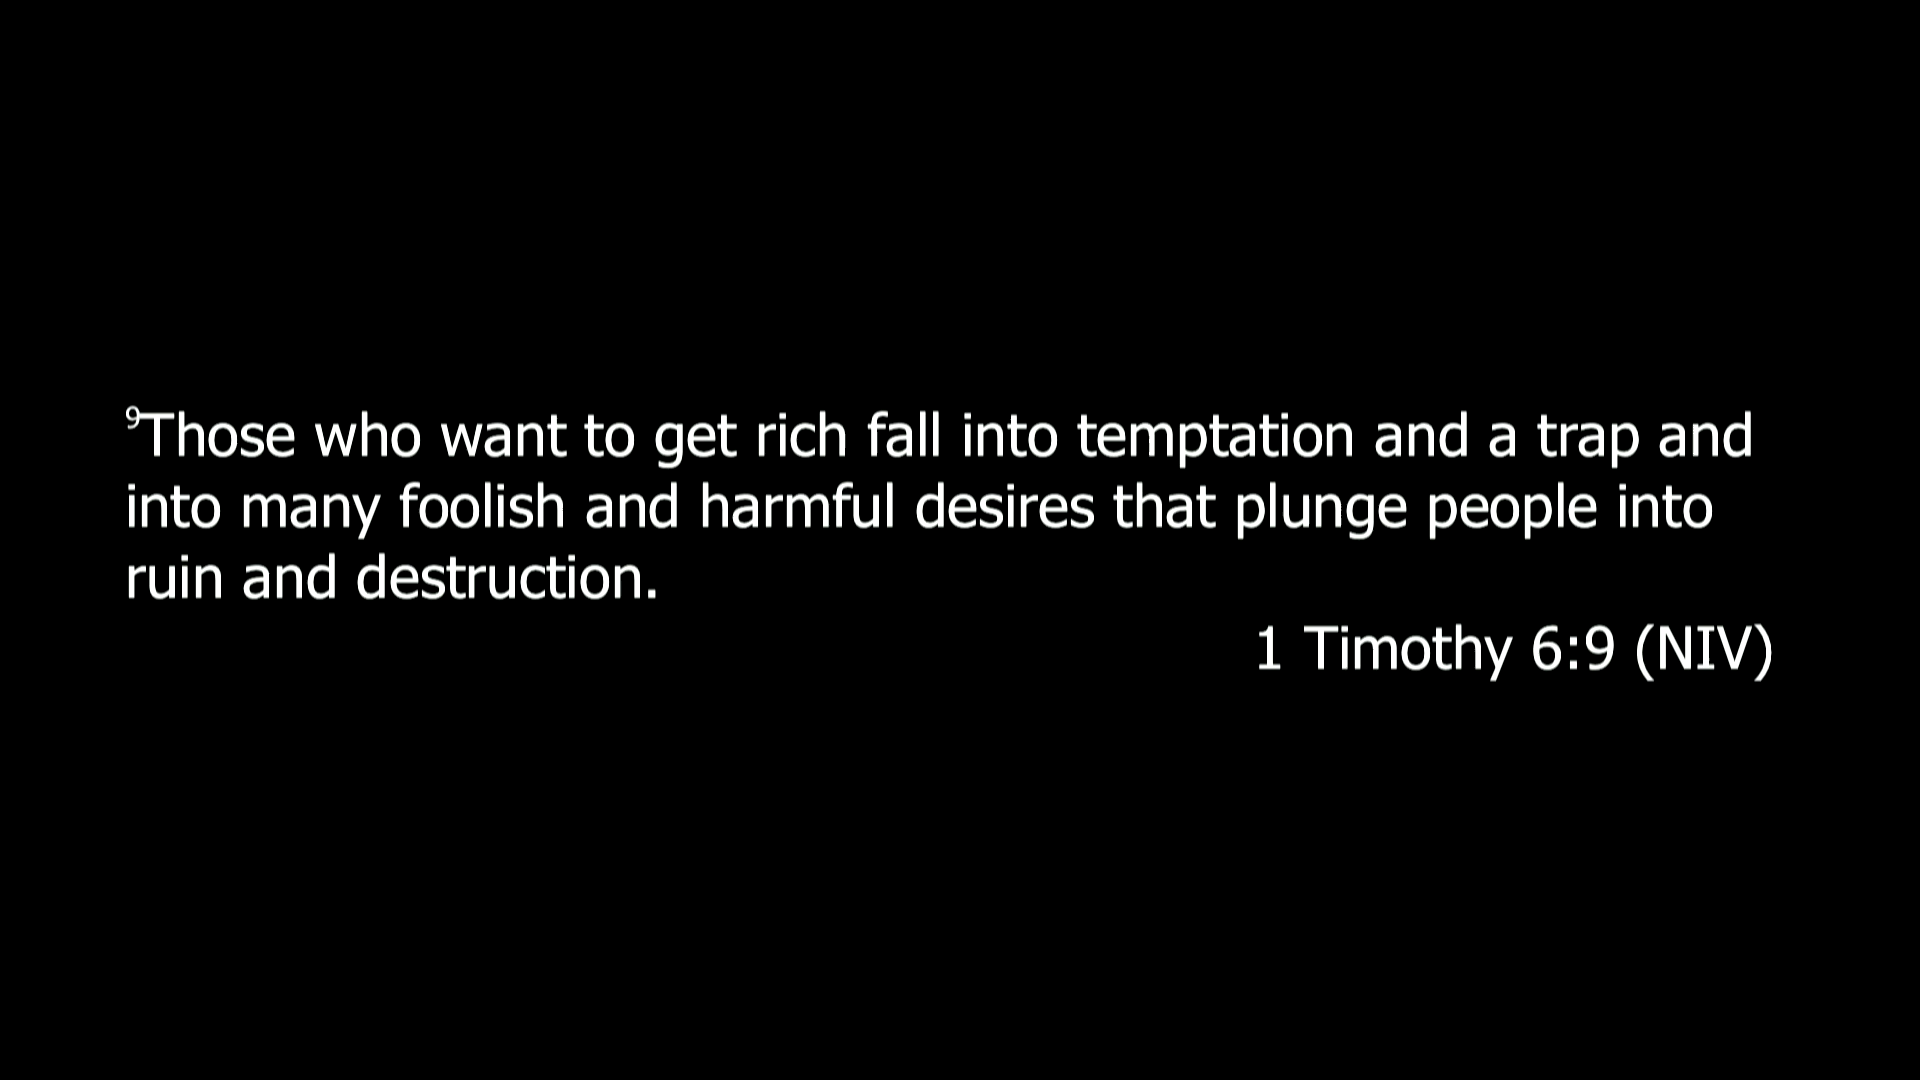 ⁹Those who want to get rich fall into temptation and a trap and
into many foolish and harmful desires that plunge people into
ruin and destruction.
1 Timothy 6:9 (NIV)